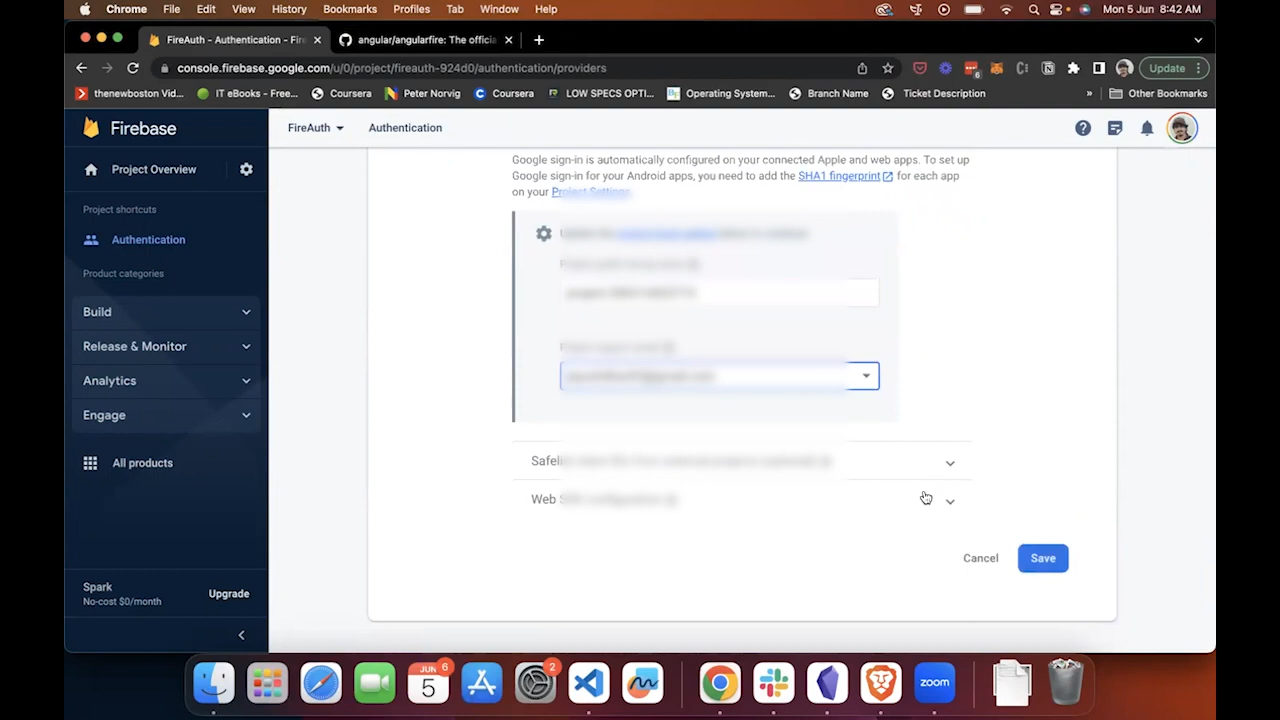 Chrome File Edit View History Bookmarks Profiles Tab Window Help Mon 5 Jun 8:42 AM
FireAuth - Authentication - Fire angular/angularfire: The officia
console.firebase.google.com/u/0/project/fireauth-924d0/authentication/providers 6 Update
thenewboston Vid... IT eBooks - Free... Coursera Peter Norvig Coursera LOW SPECS OPTI... Operating System... Branch Name Ticket Description » Other Bookmarks
Firebase FireAuth Authentication
Project Overview
Project shortcuts
Authentication
Product categories
Build
Release & Monitor
Analytics
Engage
All products
Spark
No-cost $0/month
Upgrade
Google sign-in is automatically configured on your connected Apple and web apps. To set up
Google sign-in for your Android apps, you need to add the SHA1 fingerprint for each app
on your Project Settings.
Web
Cancel Save
JUN 6
5
2
zoom